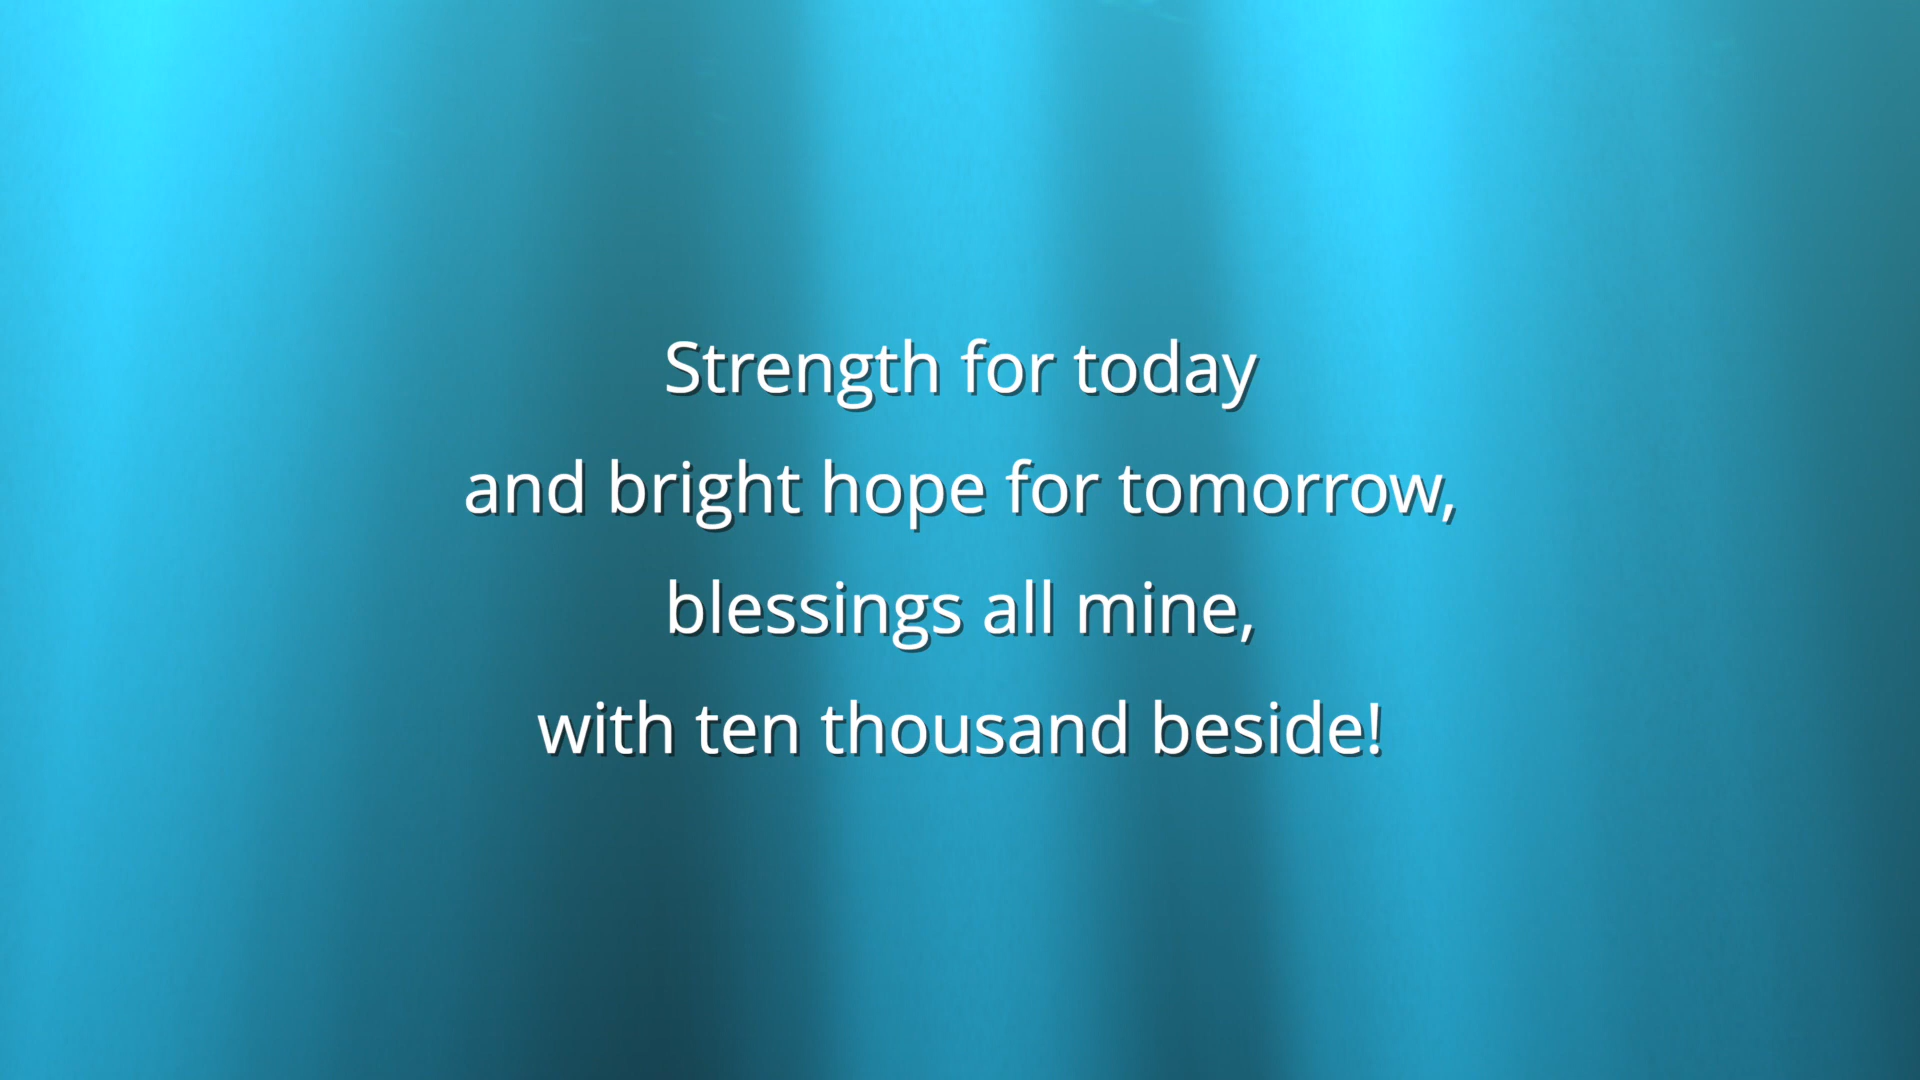 Strength for today
and bright hope for tomorrow,
blessings all mine,
with ten thousand beside!